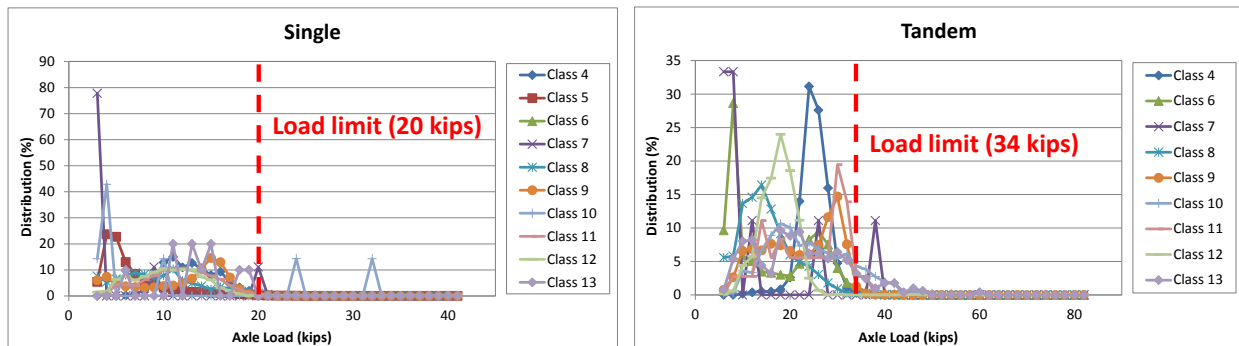 Single
90
80
70
60
50
40
30
20
10
0
Distribution (%)
0 10 20 30 40
Axle Load (kips)
Load limit (20 kips)
Class 4
Class 5
Class 6
Class 7
Class 8
Class 9
Class 10
Class 11
Class 12
Class 13
Tandem
35
30
25
20
15
10
5
0
Distribution (%)
0 20 40 60 80
Axle Load (kips)
Load limit (34 kips)
Class 4
Class 6
Class 7
Class 8
Class 9
Class 10
Class 11
Class 12
Class 13